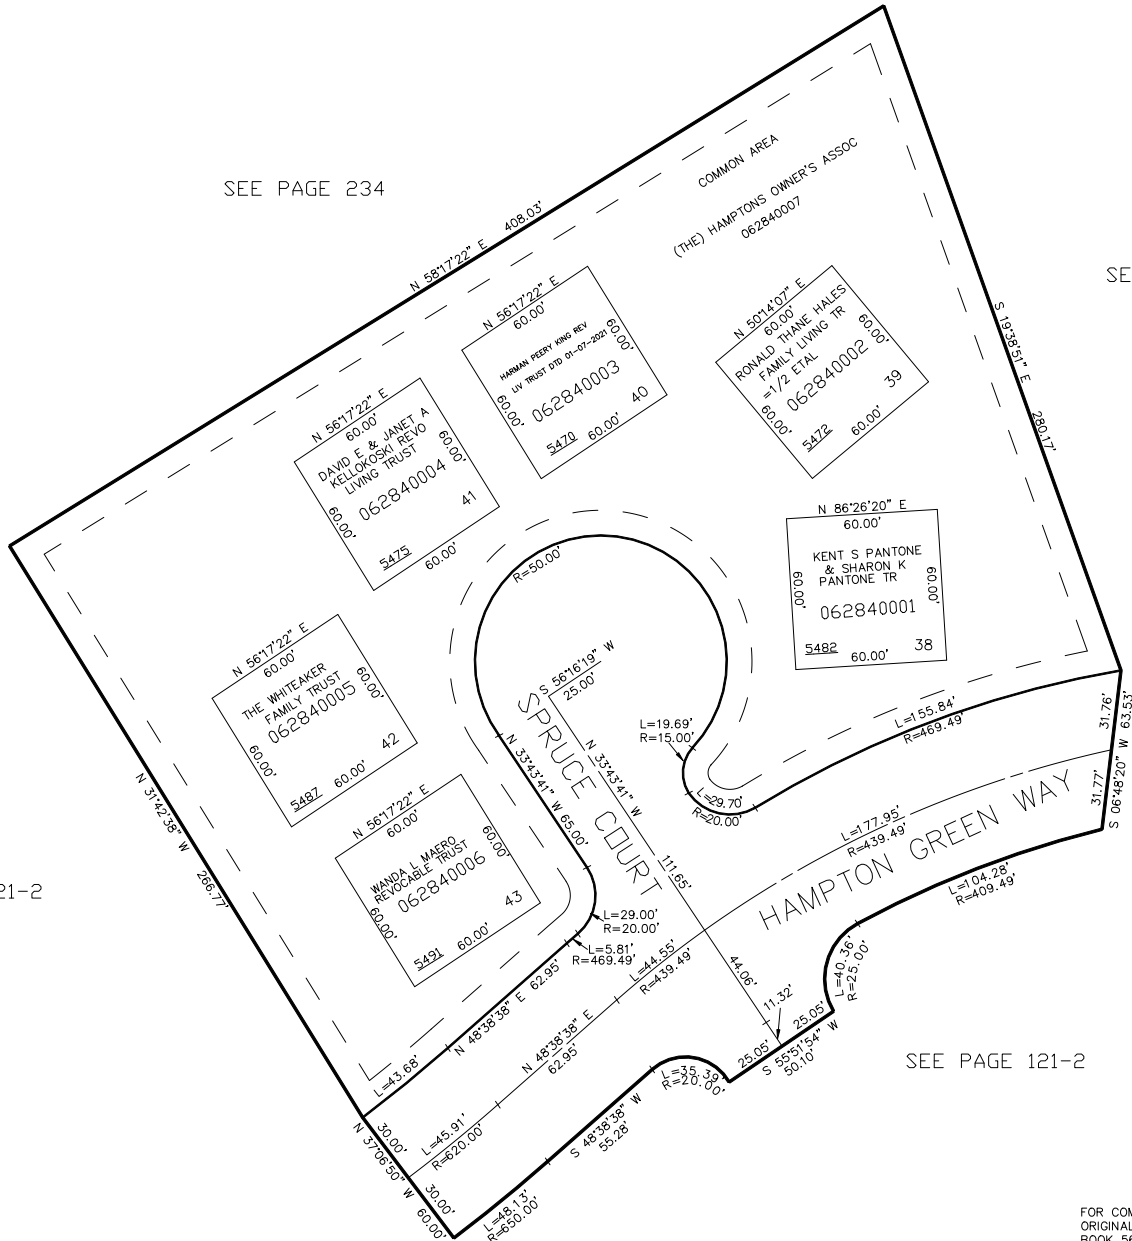 SEE PAGE 234
COMMON AREA
(THE) HAMPTONS OWNER'S ASSOC
062840007
N 58°17'22" E 408.03'
S 19°38'51" E 280.17'
SE
N 56°17'22" E
60.00'
HARMAN PEERY KING REV
LIV TRUST DTD 01-07-2021
062840003
60.00'
60.00'
5470 60.00' 40
N 50°14'07" E
60.00'
RONALD THANE HALES
FAMILY LIVING TR
=1/2 ETAL
062840002
60.00'
60.00'
5472 60.00' 39
N 56°17'22" E
60.00'
DAVID E & JANET A
KELLOKOSKI REVO
LIVING TRUST
062840004
60.00'
60.00'
5475 60.00' 41
N 86°26'20" E
60.00'
KENT S PANTONE
& SHARON K
PANTONE TR
062840001
60.00'
60.00'
5482 60.00' 38
N 56°17'22" E
60.00'
THE WHITEAKER
FAMILY TRUST
062840005
60.00'
60.00'
5487 60.00' 42
N 56°17'22" E
60.00'
WANDA L MAERO
REVOCABLE TRUST
062840006
60.00'
60.00'
5491 60.00' 43
R=50.00'
S 56°16'19" W
25.00'
SPRUCE COURT
N 33°43'41" W 65.00'
N 33°43'41" W 111.65'
L=19.69'
R=15.00'
L=29.70'
R=20.00'
L=155.84'
R=469.49'
31.76'
31.77'
S 06°48'20" W 63.53'
L=177.95'
R=439.49'
HAMPTON GREEN WAY
L=104.28'
R=409.49'
N 31°42'38" W 266.77'
21-2
L=29.00'
R=20.00'
L=5.81'
R=469.49'
L=44.55'
R=439.49'
44.06'
11.32'
L=40.36'
R=25.00'
25.05'
25.05'
S 55°51'54" W
50.10'
SEE PAGE 121-2
N 48°38'38" E 62.95'
N 48°38'38" E
62.95'
L=43.68'
L=45.91'
R=620.00'
L=35.39'
R=20.00'
S 48°38'38" W
55.28'
L=48.13'
R=650.00'
30.00'
30.00'
N 37°06'50" W 60.00'
FOR COM
ORIGINAL
BOOK 56